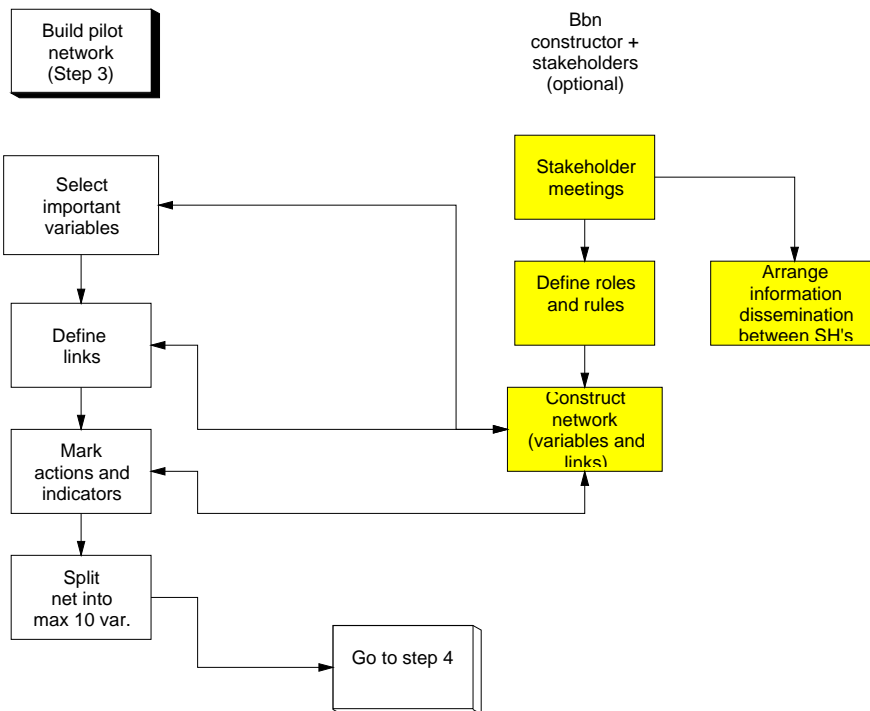 Build pilot
network
(Step 3)
Bbn
constructor +
stakeholders
(optional)
Select
important
variables
Stakeholder
meetings
Define roles
and rules
Arrange
information
dissemination
between SH's
Define
links
Construct
network
(variables and
links)
Mark
actions and
indicators
Split
net into
max 10 var.
Go to step 4